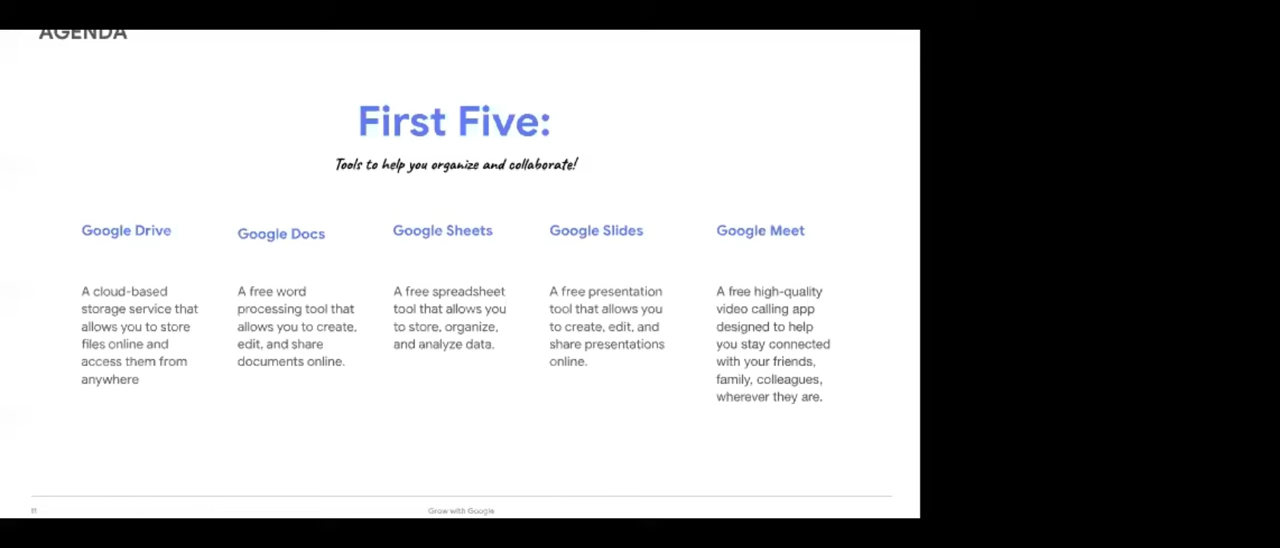 AGENDA
First Five:
Tools to help you organize and collaborate!
Google Drive
A cloud-based
storage service that
allows you to store
files online and
access them from
anywhere
Google Docs
A free word
processing tool that
allows you to create,
edit, and share
documents online.
Google Sheets
A free spreadsheet
tool that allows you
to store, organize,
and analyze data.
Google Slides
A free presentation
tool that allows you
to create, edit, and
share presentations
online.
Google Meet
A free high-quality
video calling app
designed to help
you stay connected
with your friends,
family, colleagues,
wherever they are.
11
Grow with Google